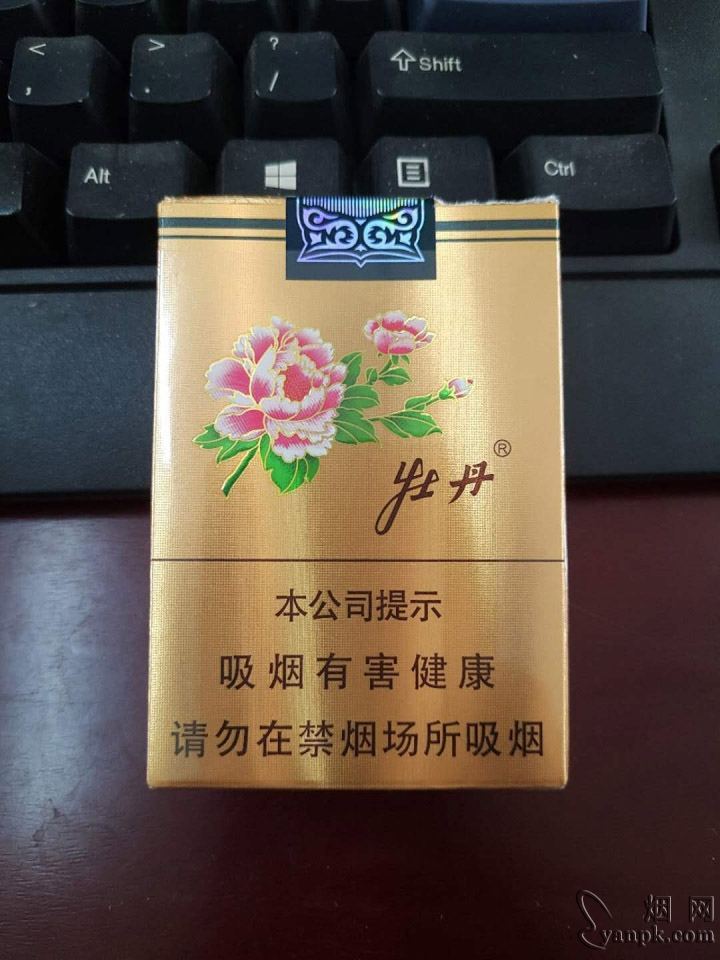 < > ?
, . / ⇧Shift
Alt Ctrl
牡丹®
本公司提示
吸烟有害健康
请勿在禁烟场所吸烟
烟网
yanpk.com